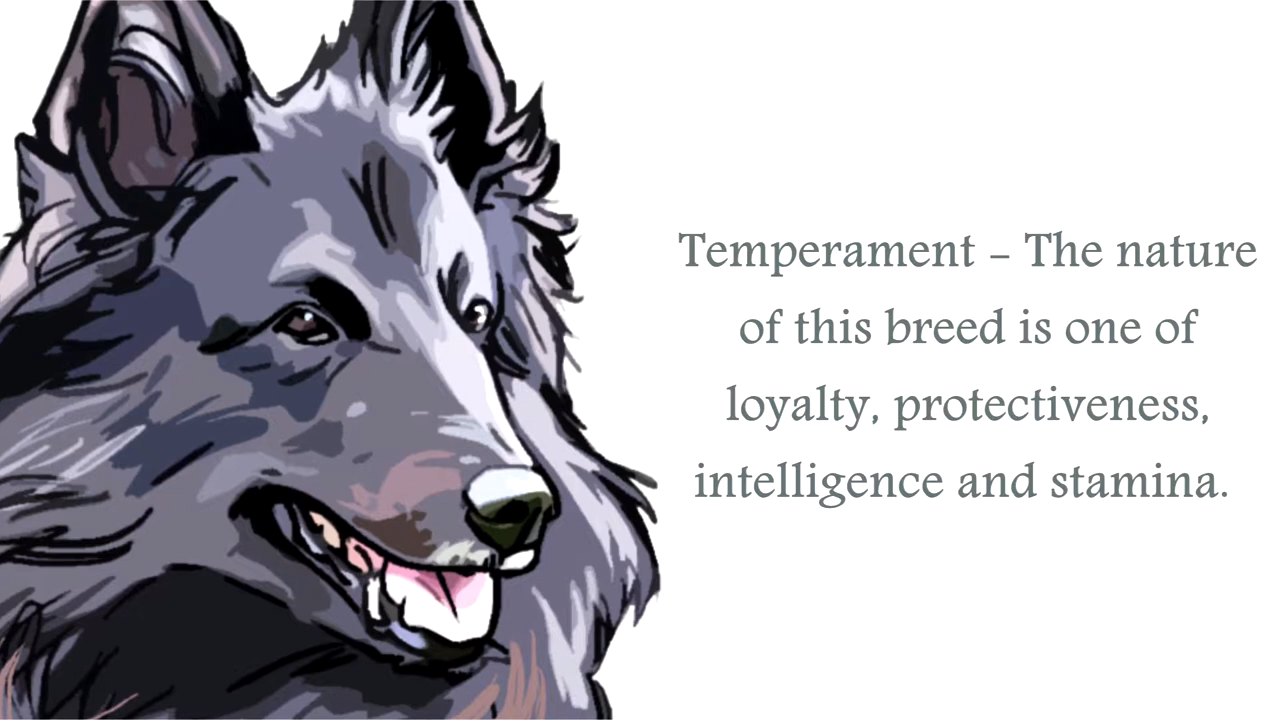 Temperament – The nature
of this breed is one of
loyalty, protectiveness,
intelligence and stamina.